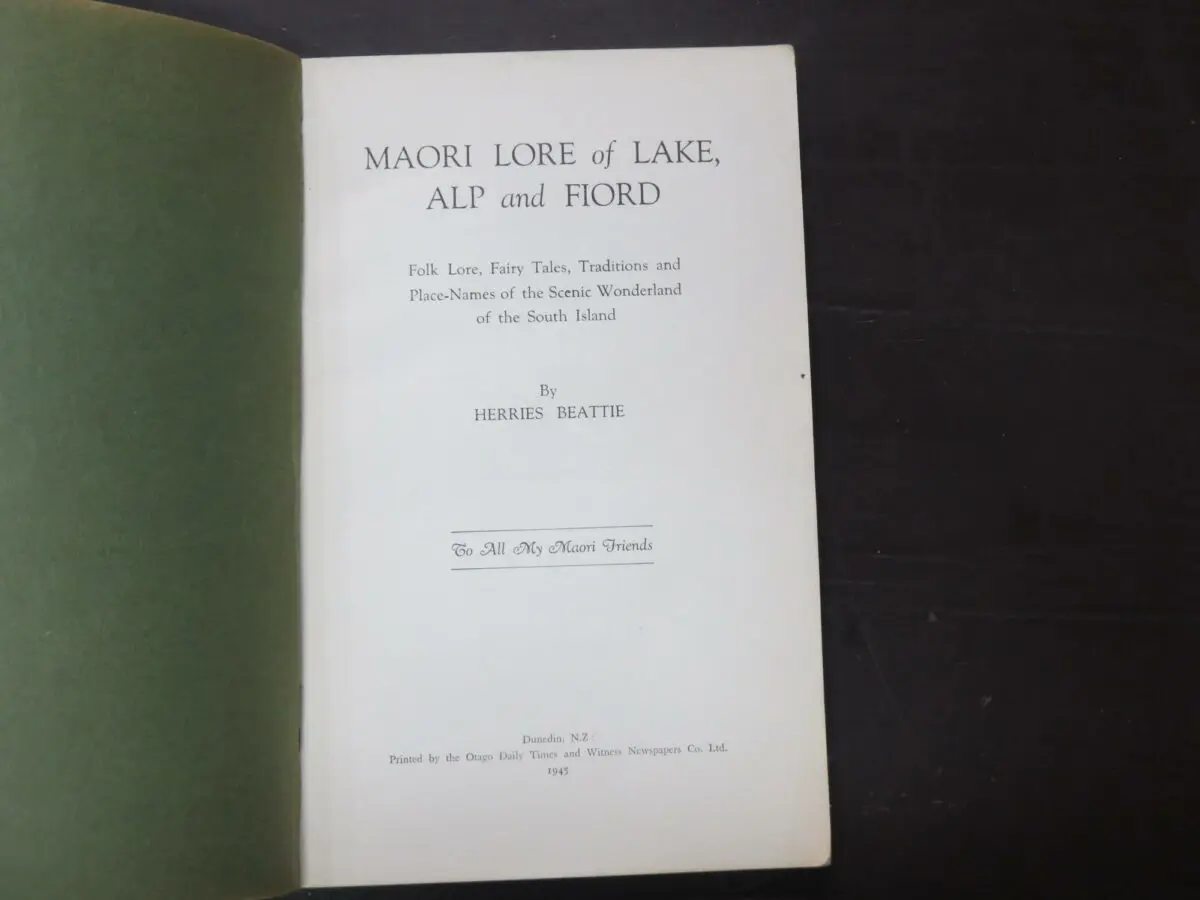 MAORI LORE of LAKE,
ALP and FIORD
Folk Lore, Fairy Tales, Traditions and
Place-Names of the Scenic Wonderland
of the South Island
By
HERRIES BEATTIE
To All My Maori Friends
Dunedin, N.Z.:
Printed by the Otago Daily Times and Witness Newspapers Co. Ltd.
1945